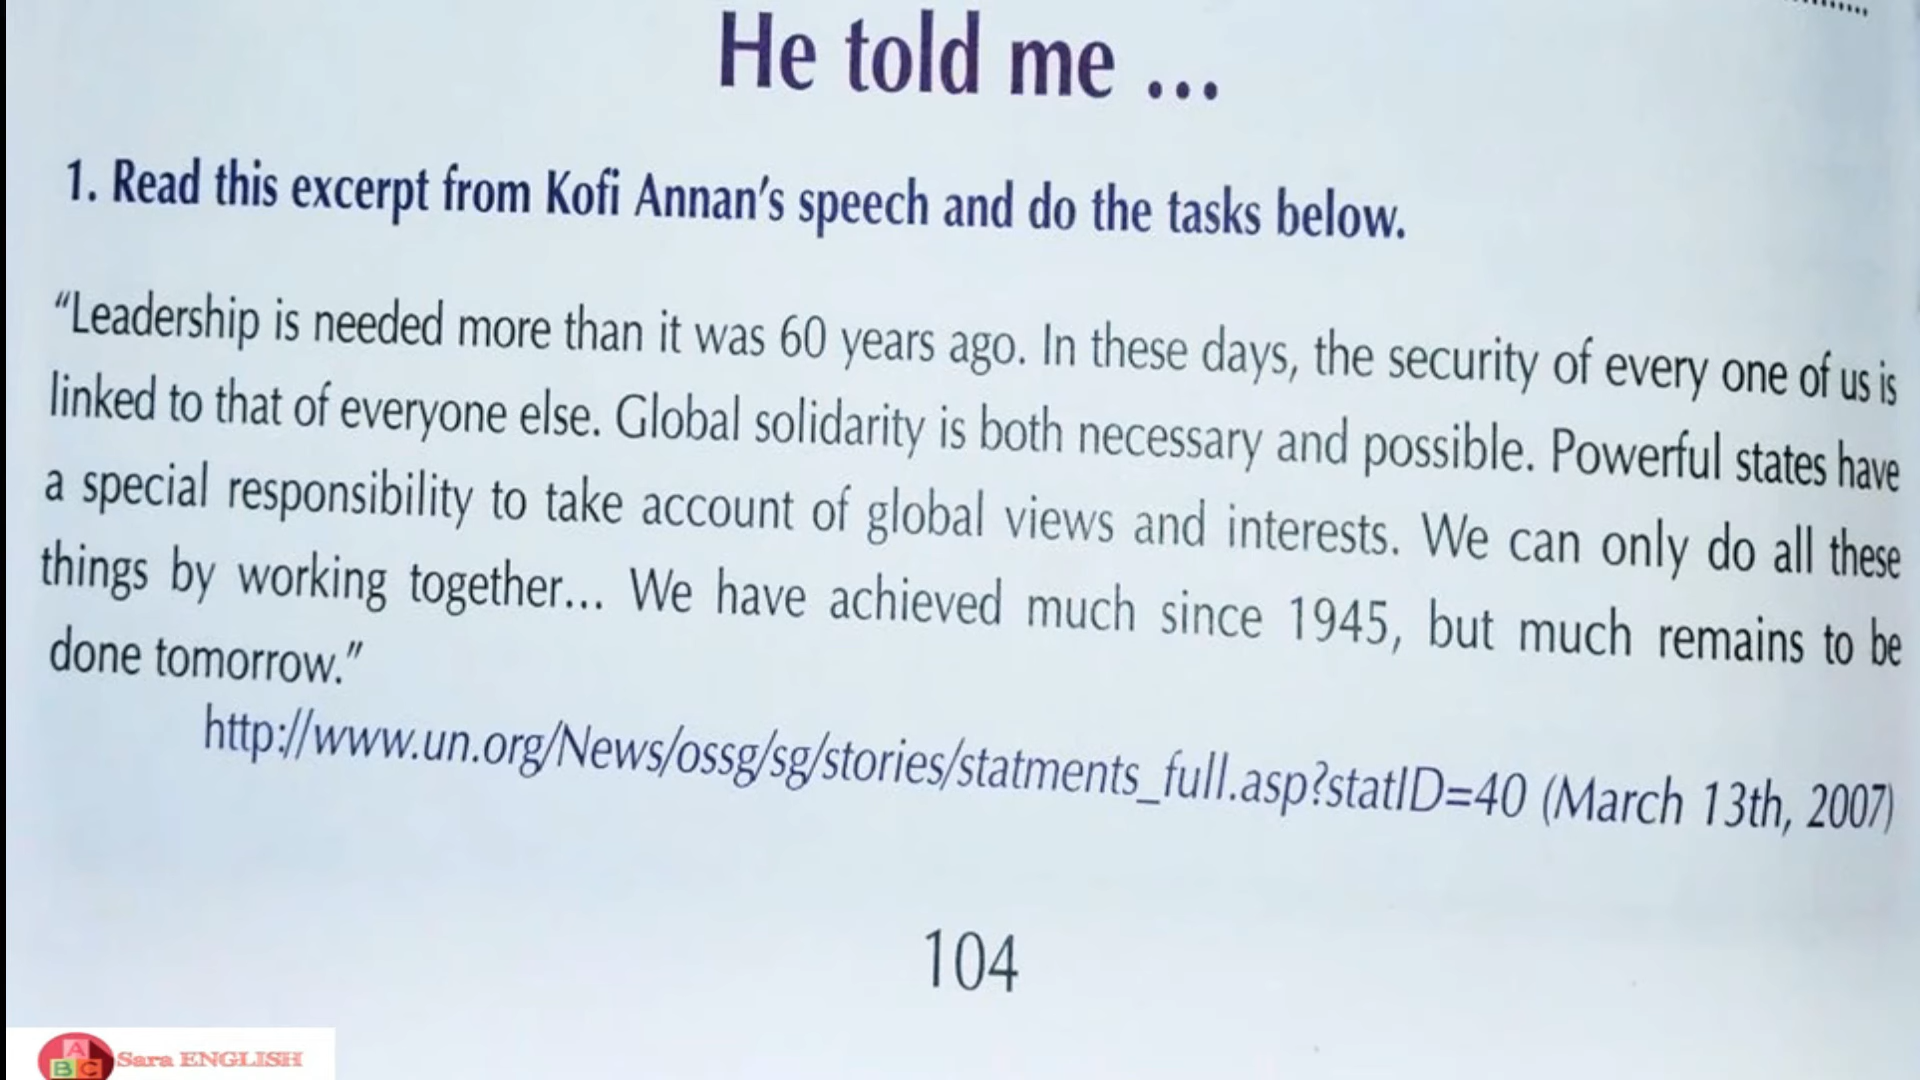 He told me ...
1. Read this excerpt from Kofi Annan's speech and do the tasks below.
“Leadership is needed more than it was 60 years ago. In these days, the security of every one of us is
linked to that of everyone else. Global solidarity is both necessary and possible. Powerful states have
a special responsibility to take account of global views and interests. We can only do all these
things by working together... We have achieved much since 1945, but much remains to be
done tomorrow.”
http://www.un.org/News/ossg/sg/stories/statments_full.asp?statID=40 (March 13th, 2007)
104
A
B C
Sara ENGLISH